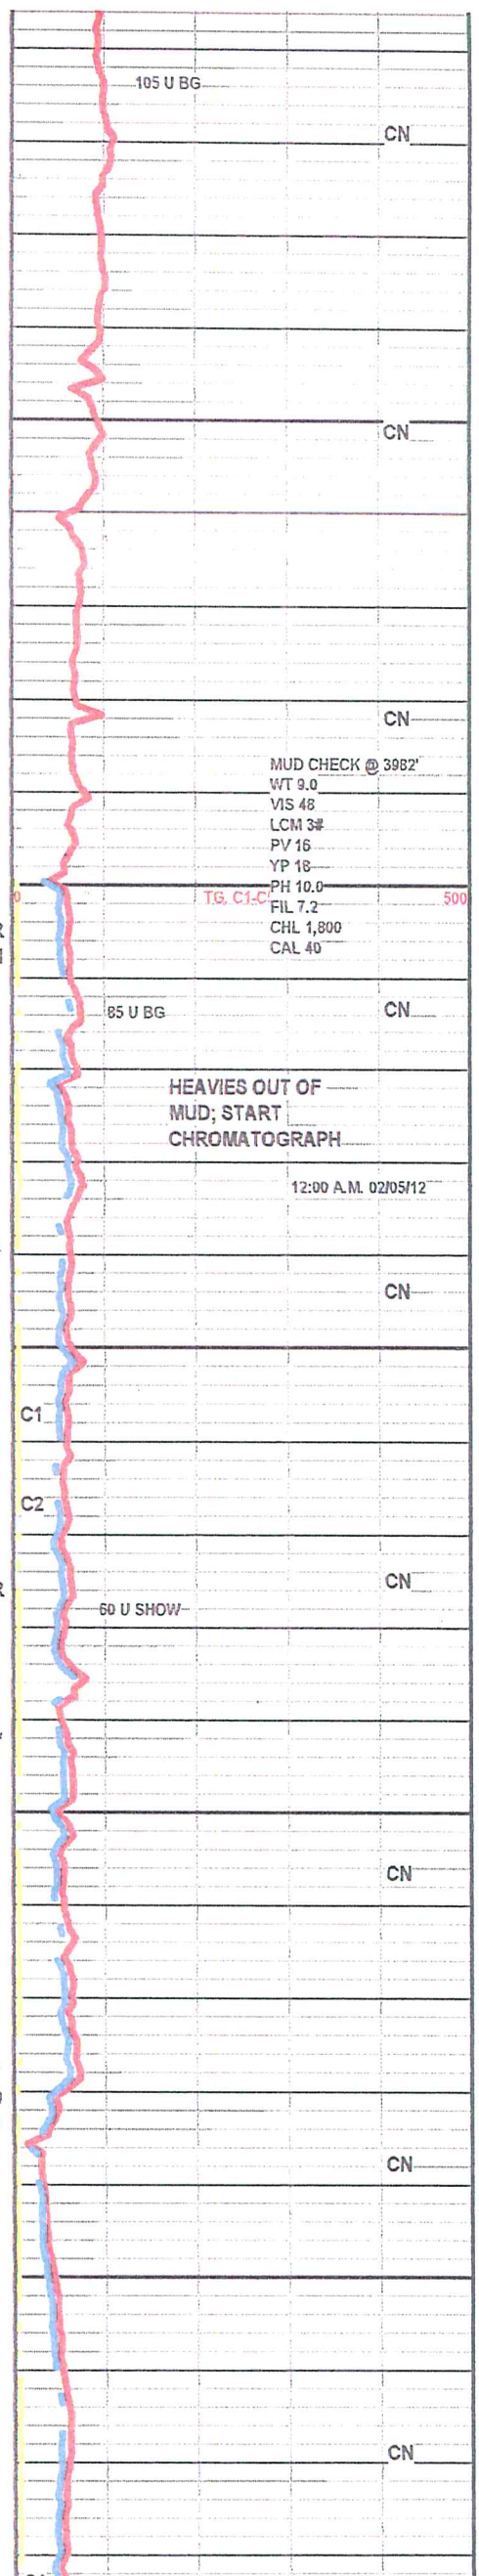 105 U BG
CN
CN
CN
MUD CHECK @ 3982'
WT 9.0
VIS 48
LCM 3#
PV 16
YP 18
PH 10.0
0 TG, C1-C 500
FIL 7.2
CHL 1,800
CAL 40
85 U BG CN
HEAVIES OUT OF
MUD; START
CHROMATOGRAPH
12:00 A.M. 02/05/12
CN
C1
C2
CN
60 U SHOW
CN
CN
CN